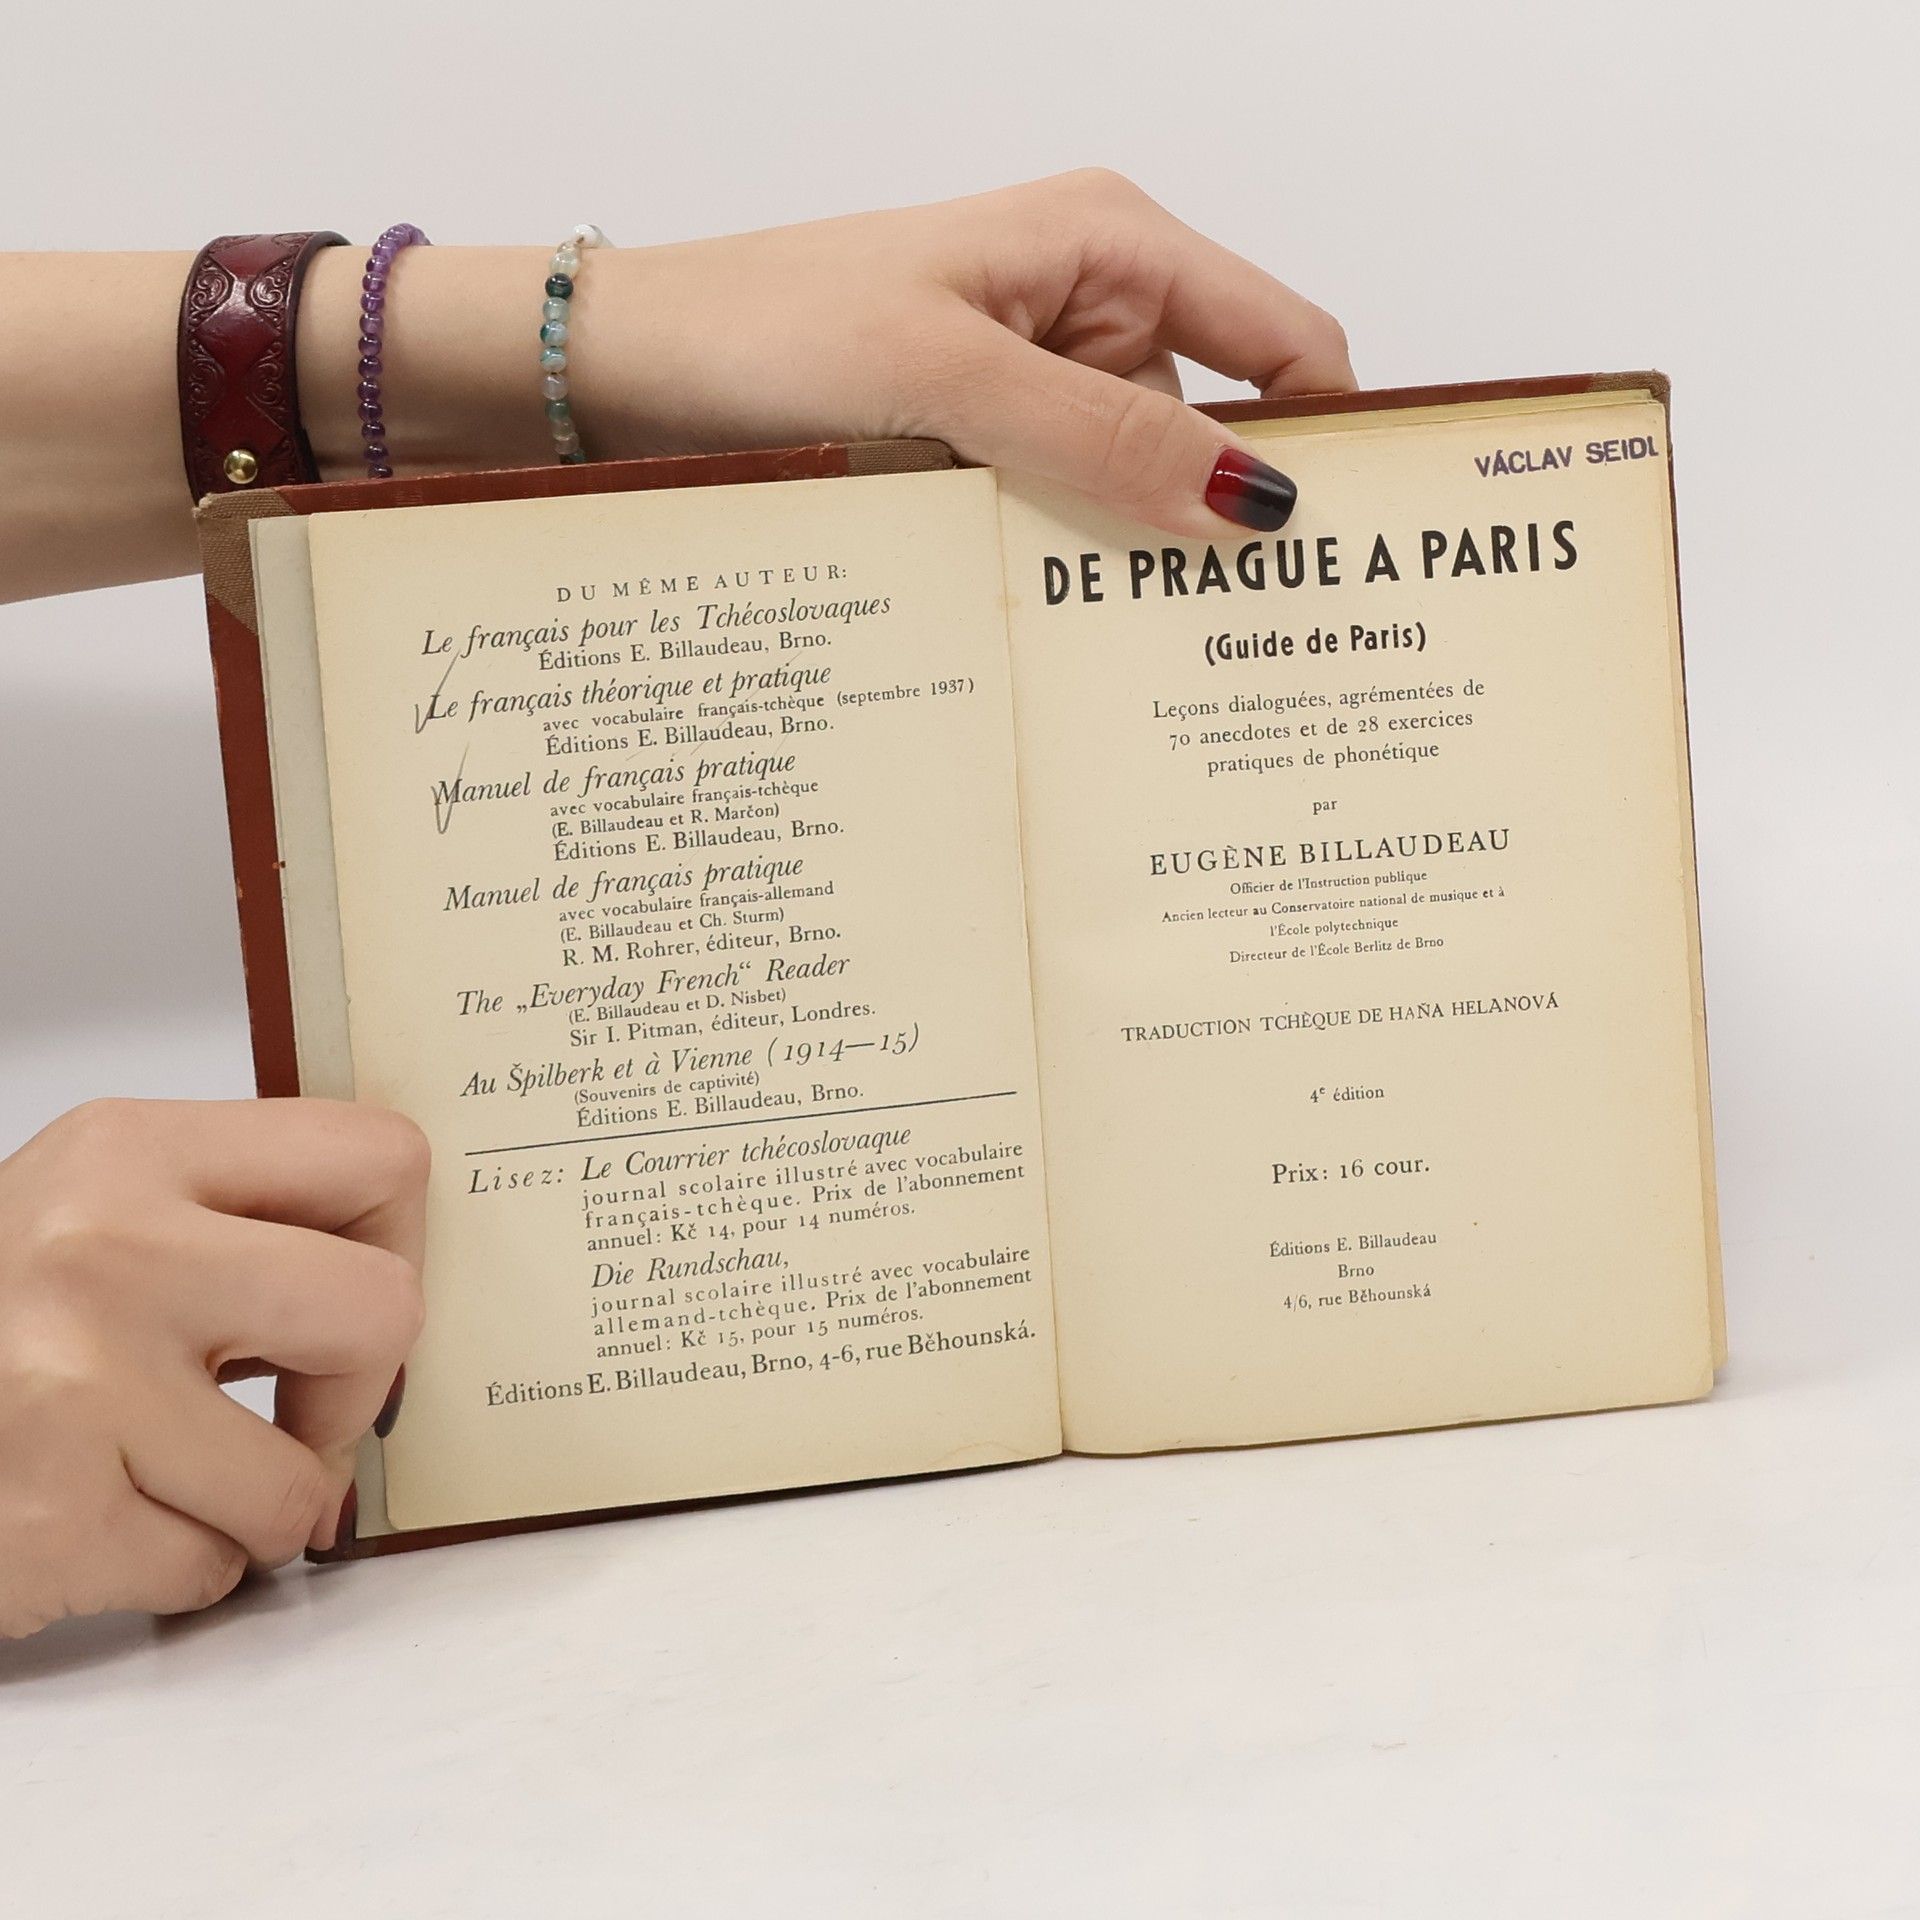 DU MÊME AUTEUR:
Le français pour les Tchécoslovaques
Éditions E. Billaudeau, Brno.
Le français théorique et pratique
avec vocabulaire français-tchèque (septembre 1937)
Éditions E. Billaudeau, Brno.
Manuel de français pratique
avec vocabulaire français-tchèque
(E. Billaudeau et R. Marčon)
Éditions E. Billaudeau, Brno.
Manuel de français pratique
avec vocabulaire français-allemand
(E. Billaudeau et Ch. Sturm)
R. M. Rohrer, éditeur, Brno.
The „Everyday French“ Reader
(E. Billaudeau et D. Nisbet)
Sir I. Pitman, éditeur, Londres.
Au Špilberk et à Vienne (1914—15)
(Souvenirs de captivité)
Éditions E. Billaudeau, Brno.
Lisez: Le Courrier tchécoslovaque
journal scolaire illustré avec vocabulaire
français-tchèque. Prix de l'abonnement
annuel: Kč 14, pour 14 numéros.
Die Rundschau,
journal scolaire illustré avec vocabulaire
allemand-tchèque. Prix de l'abonnement
annuel: Kč 15, pour 15 numéros.
Éditions E. Billaudeau, Brno, 4-6, rue Běhounská.
VÁCLAV SEIDL
DE PRAGUE A PARIS
(Guide de Paris)
Leçons dialoguées, agrémentées de
70 anecdotes et de 28 exercices
pratiques de phonétique
par
EUGÈNE BILLAUDEAU
Officier de l'Instruction publique
Ancien lecteur au Conservatoire national de musique et à
l'École polytechnique
Directeur de l'École Berlitz de Brno
TRADUCTION TCHÈQUE DE HAŇA HELANOVÁ
4e édition
Prix: 16 cour.
Éditions E. Billaudeau
Brno
4/6, rue Běhounská